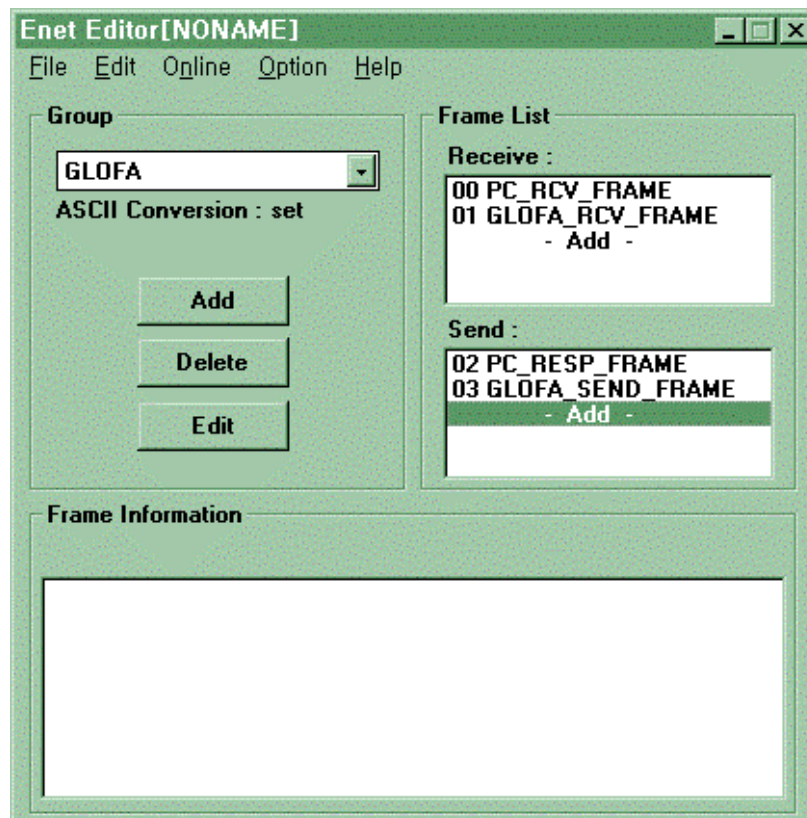 Enet Editor[NONAME]
File Edit Online Option Help
Group
GLOFA
ASCII Conversion : set
Add
Delete
Edit
Frame List
Receive :
00 PC_RCV_FRAME
01 GLOFA_RCV_FRAME
- Add -
Send :
02 PC_RESP_FRAME
03 GLOFA_SEND_FRAME
- Add -
Frame Information